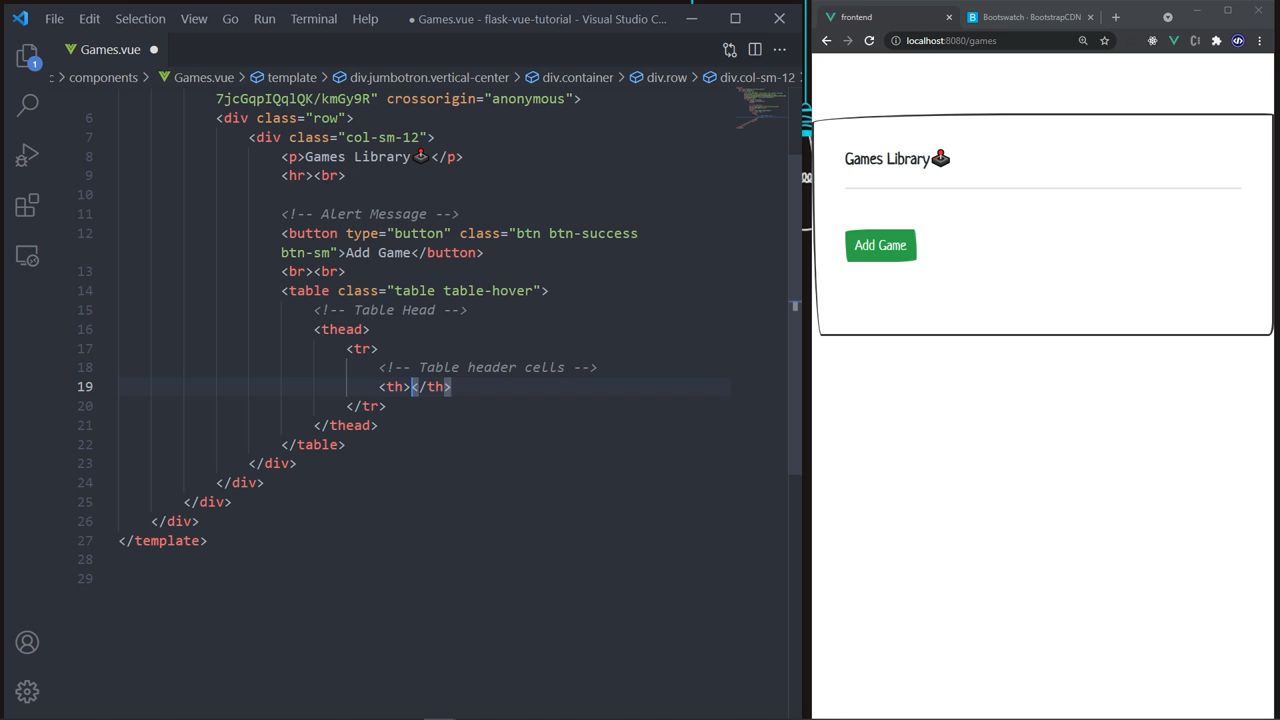 File Edit Selection View Go Run Terminal Help ● Games.vue - flask-vue-tutorial - Visual Studio C...
Games.vue ●
components > Games.vue > template > div.jumbotron.vertical-center > div.container > div.row > div.col-sm-12
7jcGqpIQqlQK/kmGy9R" crossorigin="anonymous">
6 <div class="row">
7 <div class="col-sm-12">
8 <p>Games Library🕹️</p>
9 <hr><br>
10
11 <!-- Alert Message -->
12 <button type="button" class="btn btn-success
btn-sm">Add Game</button>
13 <br><br>
14 <table class="table table-hover">
15 <!-- Table Head -->
16 <thead>
17 <tr>
18 <!-- Table header cells -->
19 <th></th>
20 </tr>
21 </thead>
22 </table>
23 </div>
24 </div>
25 </div>
26 </div>
27 </template>
28
29
1
frontend
Bootswatch · BootstrapCDN
localhost:8080/games
Games Library🕹️
Add Game